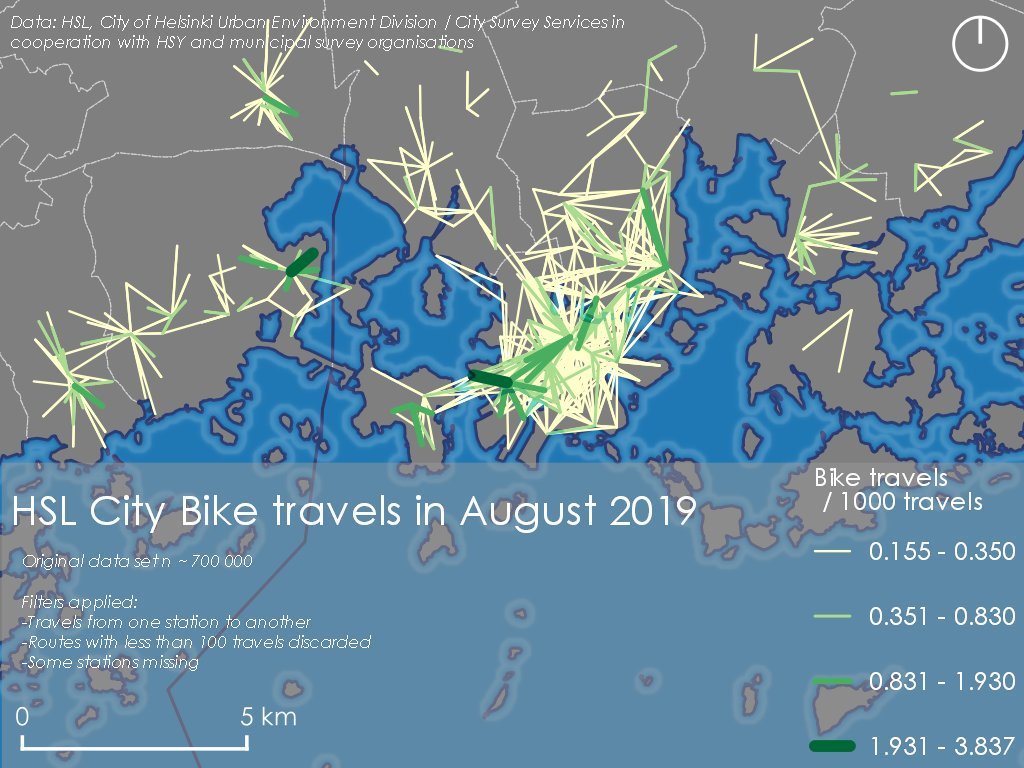 Data: HSL, City of Helsinki Urban Environment Division / City Survey Services in
cooperation with HSY and municipal survey organisations
HSL City Bike travels in August 2019
Original data set n ~ 700 000
Filters applied:
-Travels from one station to another
-Routes with less than 100 travels discarded
-Some stations missing
0 5 km
Bike travels
/ 1000 travels
0.155 - 0.350
0.351 - 0.830
0.831 - 1.930
1.931 - 3.837